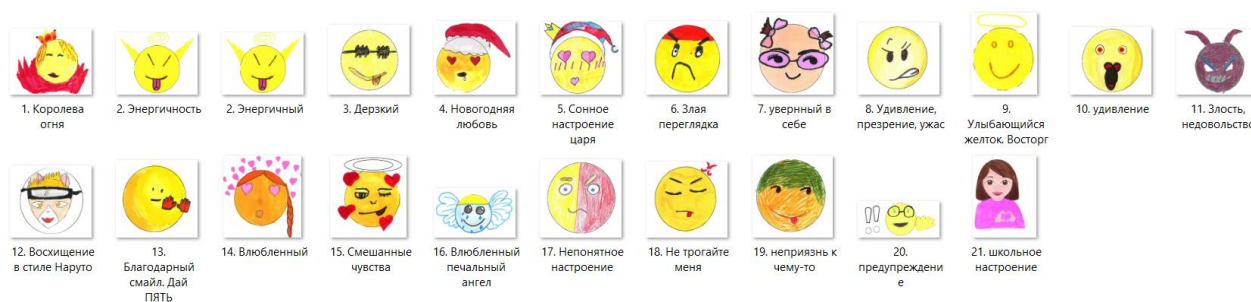 1. Королева
огня
2. Энергичность
2. Энергичный
3. Дерзкий
4. Новогодняя
любовь
5. Сонное
настроение
царя
6. Злая
переглядка
7. увернный в
себе
8. Удивление,
презрение, ужас
9.
Улыбающийся
желток. Восторг
10. удивление
11. Злость,
недовольство
12. Восхищение
в стиле Наруто
13.
Благодарный
смайл. Дай
ПЯТЬ
14. Влюбленный
15. Смешанные
чувства
16. Влюбленный
печальный
ангел
17. Непонятное
настроение
18. Не трогайте
меня
19. неприязнь к
чему-то
20.
предупреждени
е
21. школьное
настроение